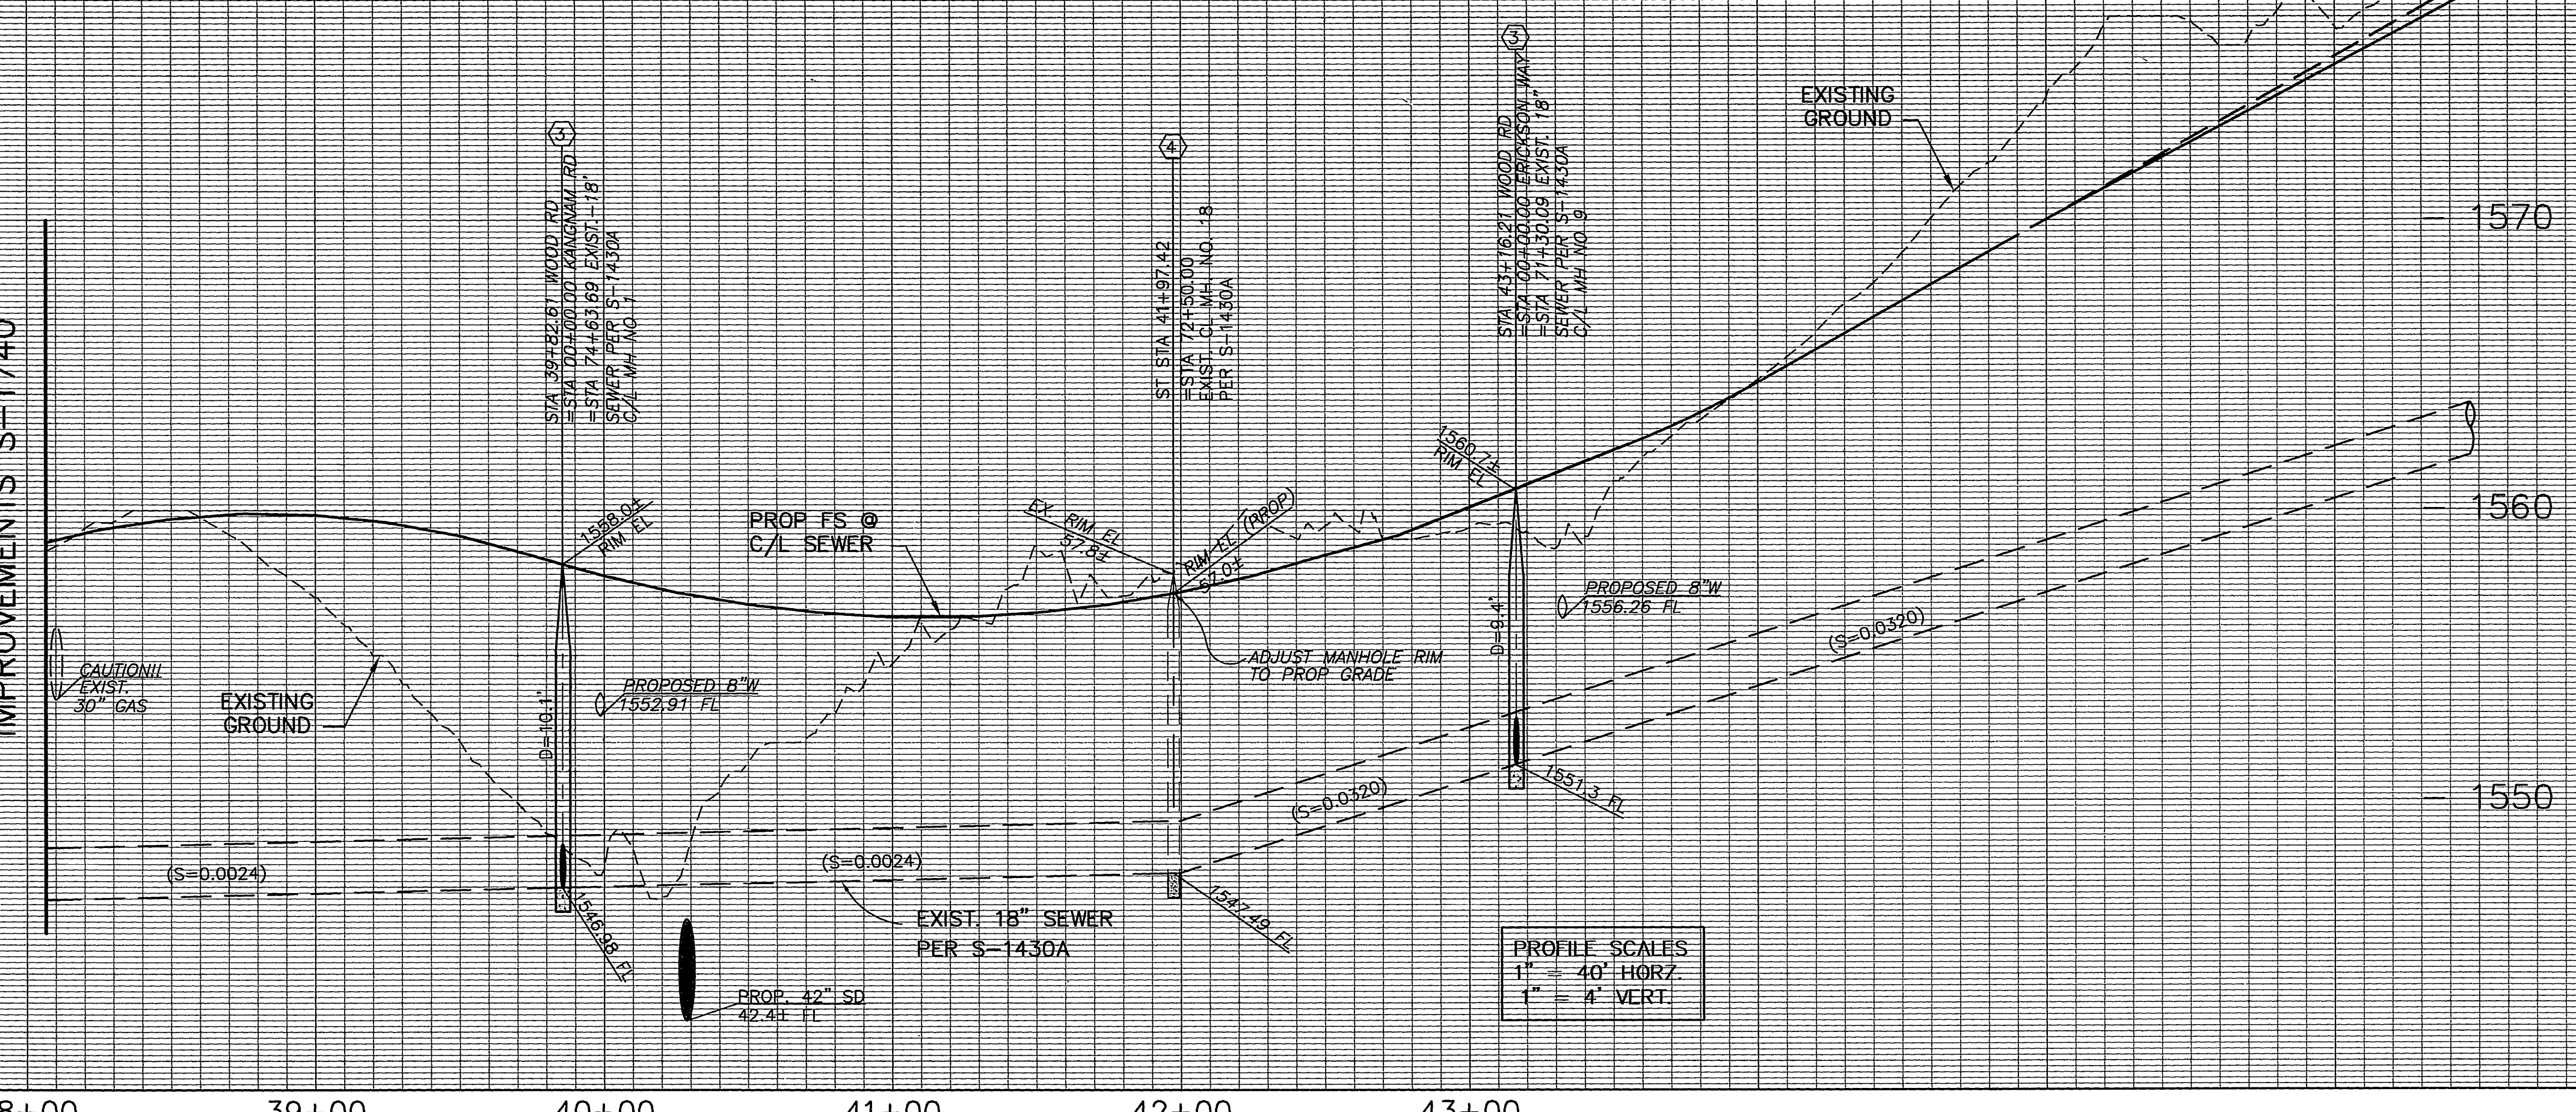 IMPROVEMENTS S-1740
3
STA 39+82.61 WOOD RD
=STA 00+00.00 KANGNAM RD
=STA 74+63.69 EXIST.-18'
SEWER PER S-1430A
C/L MH NO 1
4
ST STA 41+97.42
=STA 72+50.00
EXIST. CL MH. NO. 18
PER S-1430A
3
STA 43+16.21 WOOD RD
=STA 00+00.00 ERICKSON WAY
=STA 71+30.09 EXIST. 18"
SEWER PER S-1430A
C/L MH NO 9
EXISTING
GROUND
1570
1560
1550
1558.0±
RIM EL
PROP FS @
C/L SEWER
EX. RIM EL
57.8±
RIM EL (PROP)
57.0±
1560.7±
RIM EL
CAUTION!!
EXIST.
30" GAS
EXISTING
GROUND
D=10.1'
PROPOSED 8"W
1552.91 FL
ADJUST MANHOLE RIM
TO PROP GRADE
D=9.4'
PROPOSED 8"W
1556.26 FL
(S=0.0320)
(S=0.0320)
1551.3 FL
(S=0.0024)
(S=0.0024)
1546.98 FL
EXIST. 18" SEWER
PER S-1430A
1547.49 FL
PROP. 42" SD
42.4± FL
PROFILE SCALES
1" = 40' HORZ.
1" = 4' VERT.
8+00
39+00
40+00
41+00
42+00
43+00